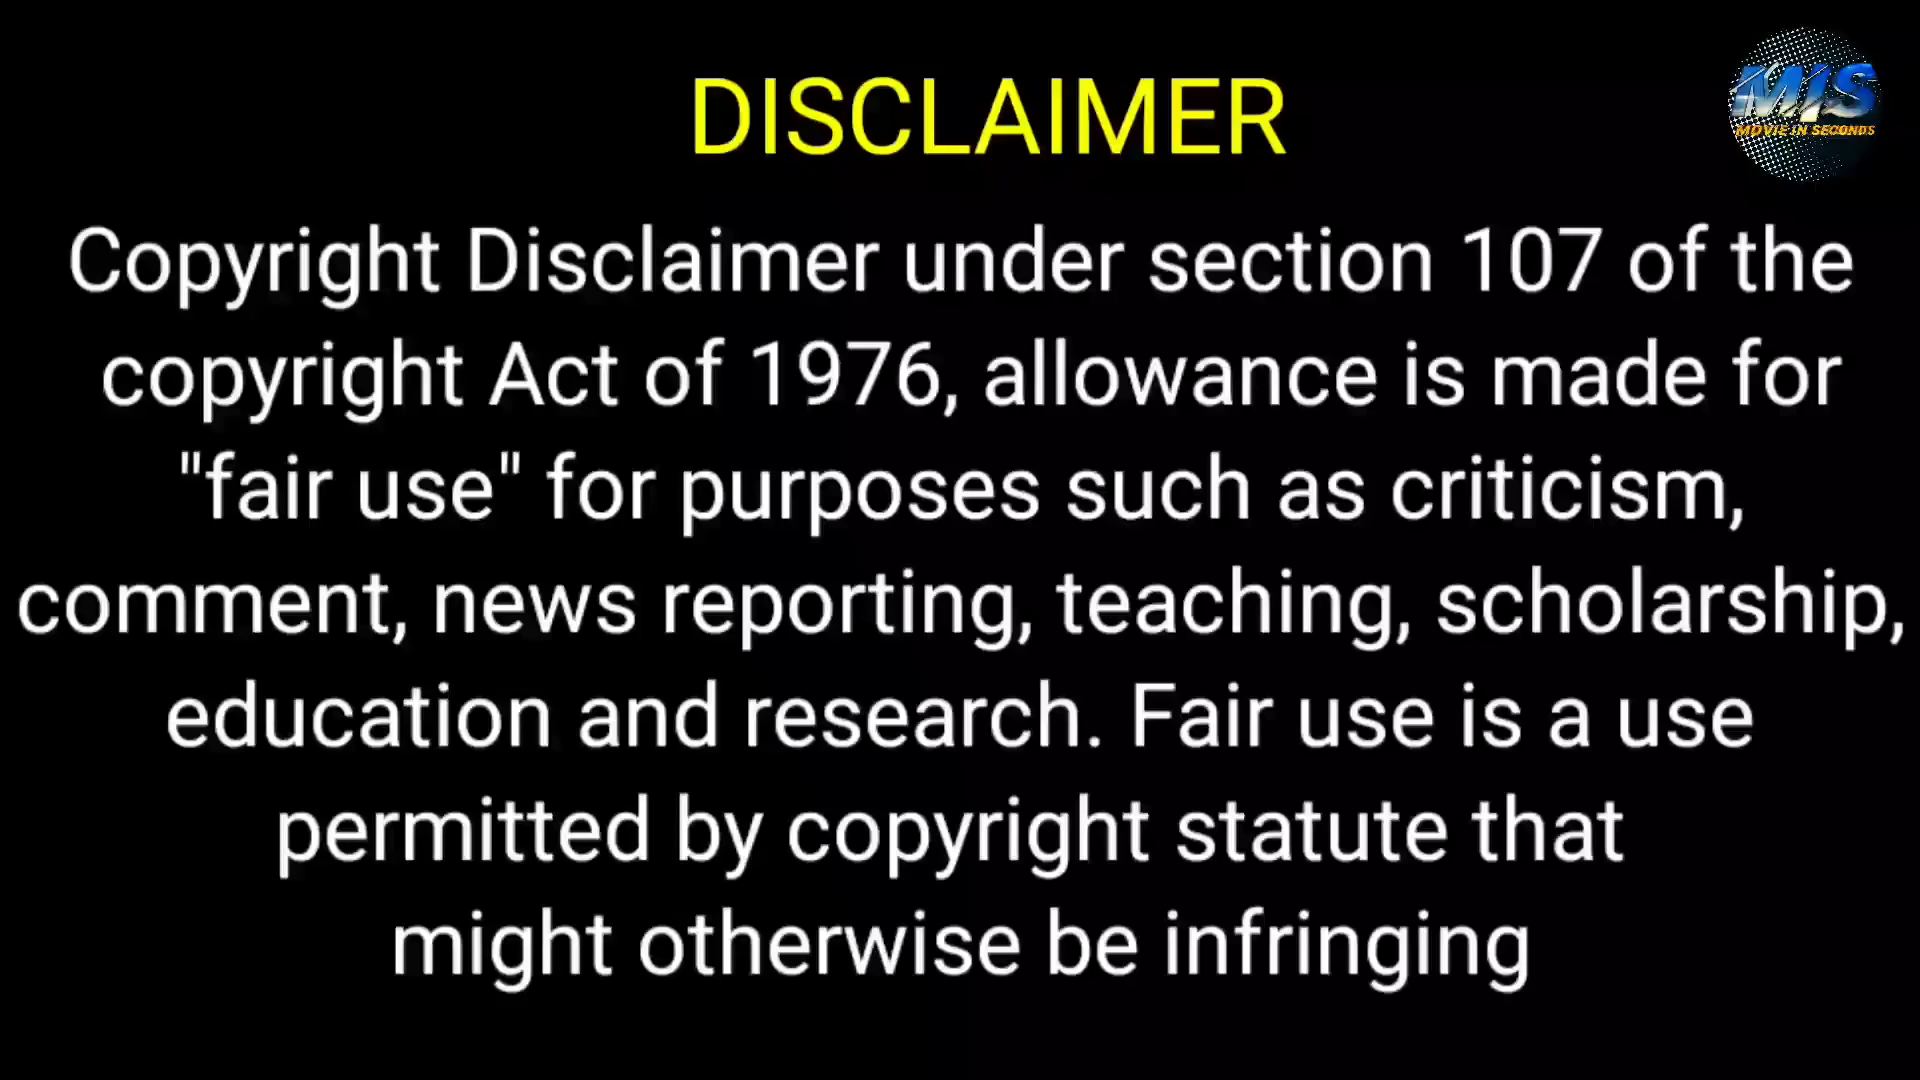 DISCLAIMER
MIS
MOVIE IN SECONDS
Copyright Disclaimer under section 107 of the
copyright Act of 1976, allowance is made for
"fair use" for purposes such as criticism,
comment, news reporting, teaching, scholarship,
education and research. Fair use is a use
permitted by copyright statute that
might otherwise be infringing